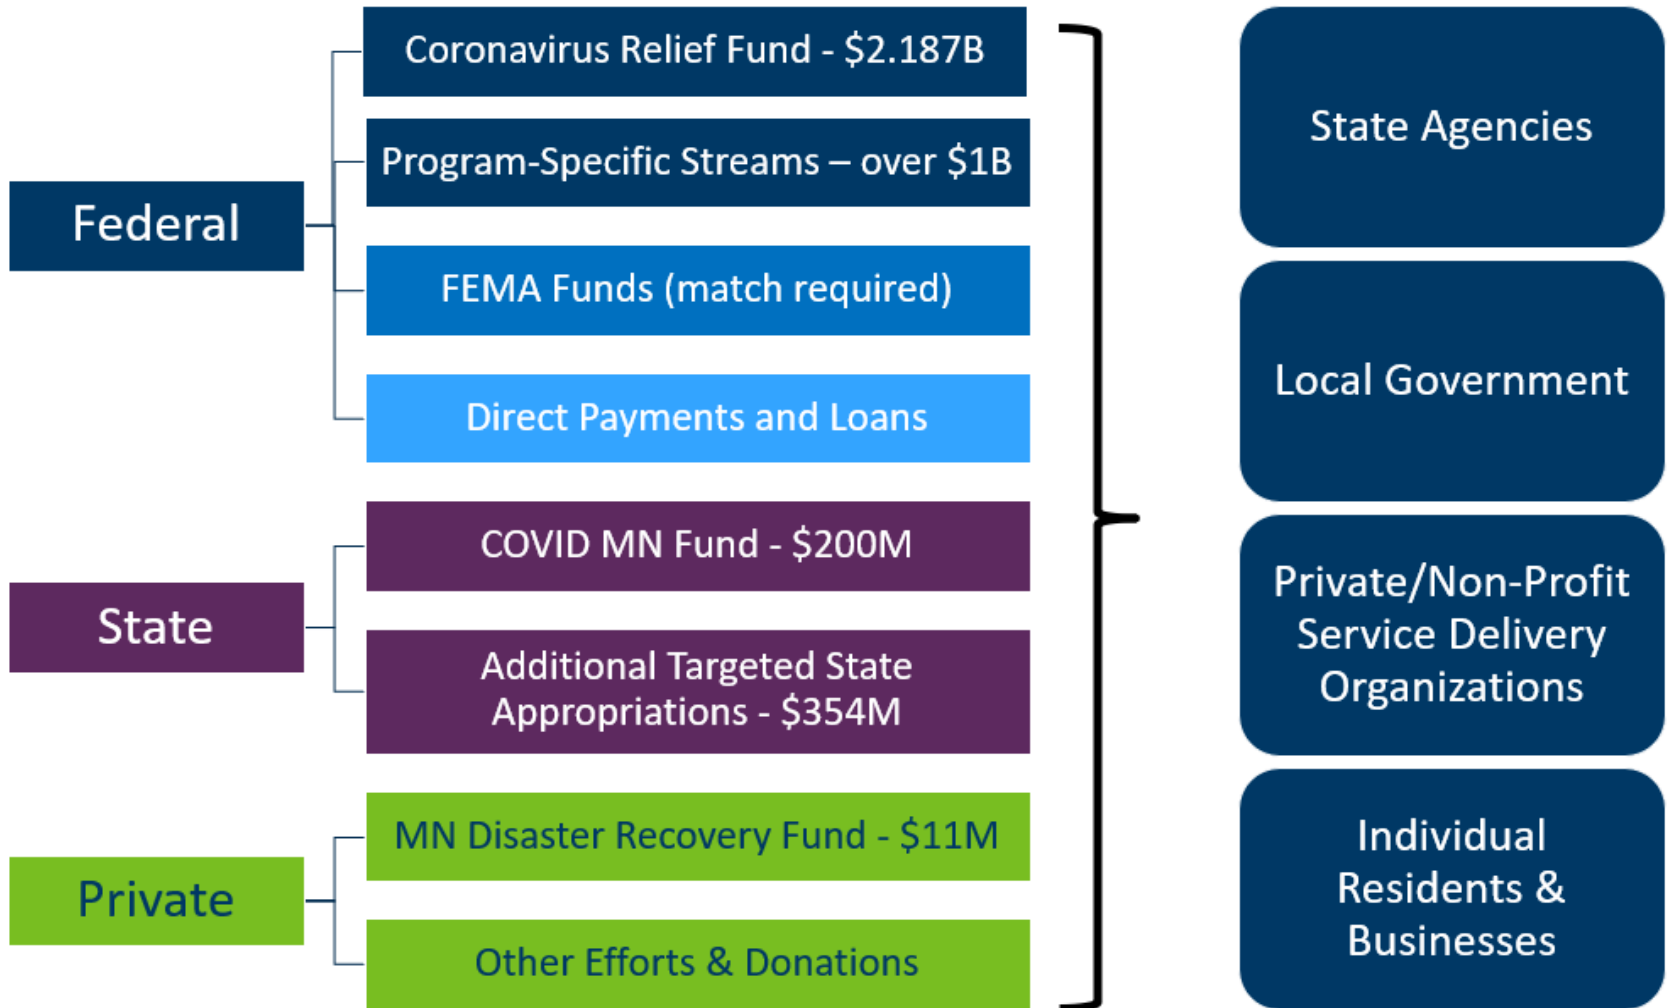 Federal
Coronavirus Relief Fund - $2.187B
Program-Specific Streams – over $1B
FEMA Funds (match required)
Direct Payments and Loans
State
COVID MN Fund - $200M
Additional Targeted State
Appropriations - $354M
Private
MN Disaster Recovery Fund - $11M
Other Efforts & Donations
State Agencies
Local Government
Private/Non-Profit
Service Delivery
Organizations
Individual
Residents &
Businesses